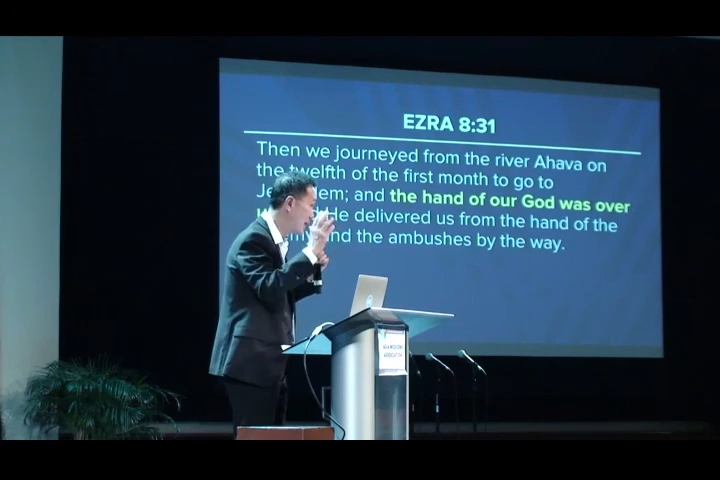 EZRA 8:31
Then we journeyed from the river Ahava on
the twelfth of the first month to go to
and the hand of our God was over
He delivered us from the hand of the
and the ambushes by the way.
ASSOCIATION